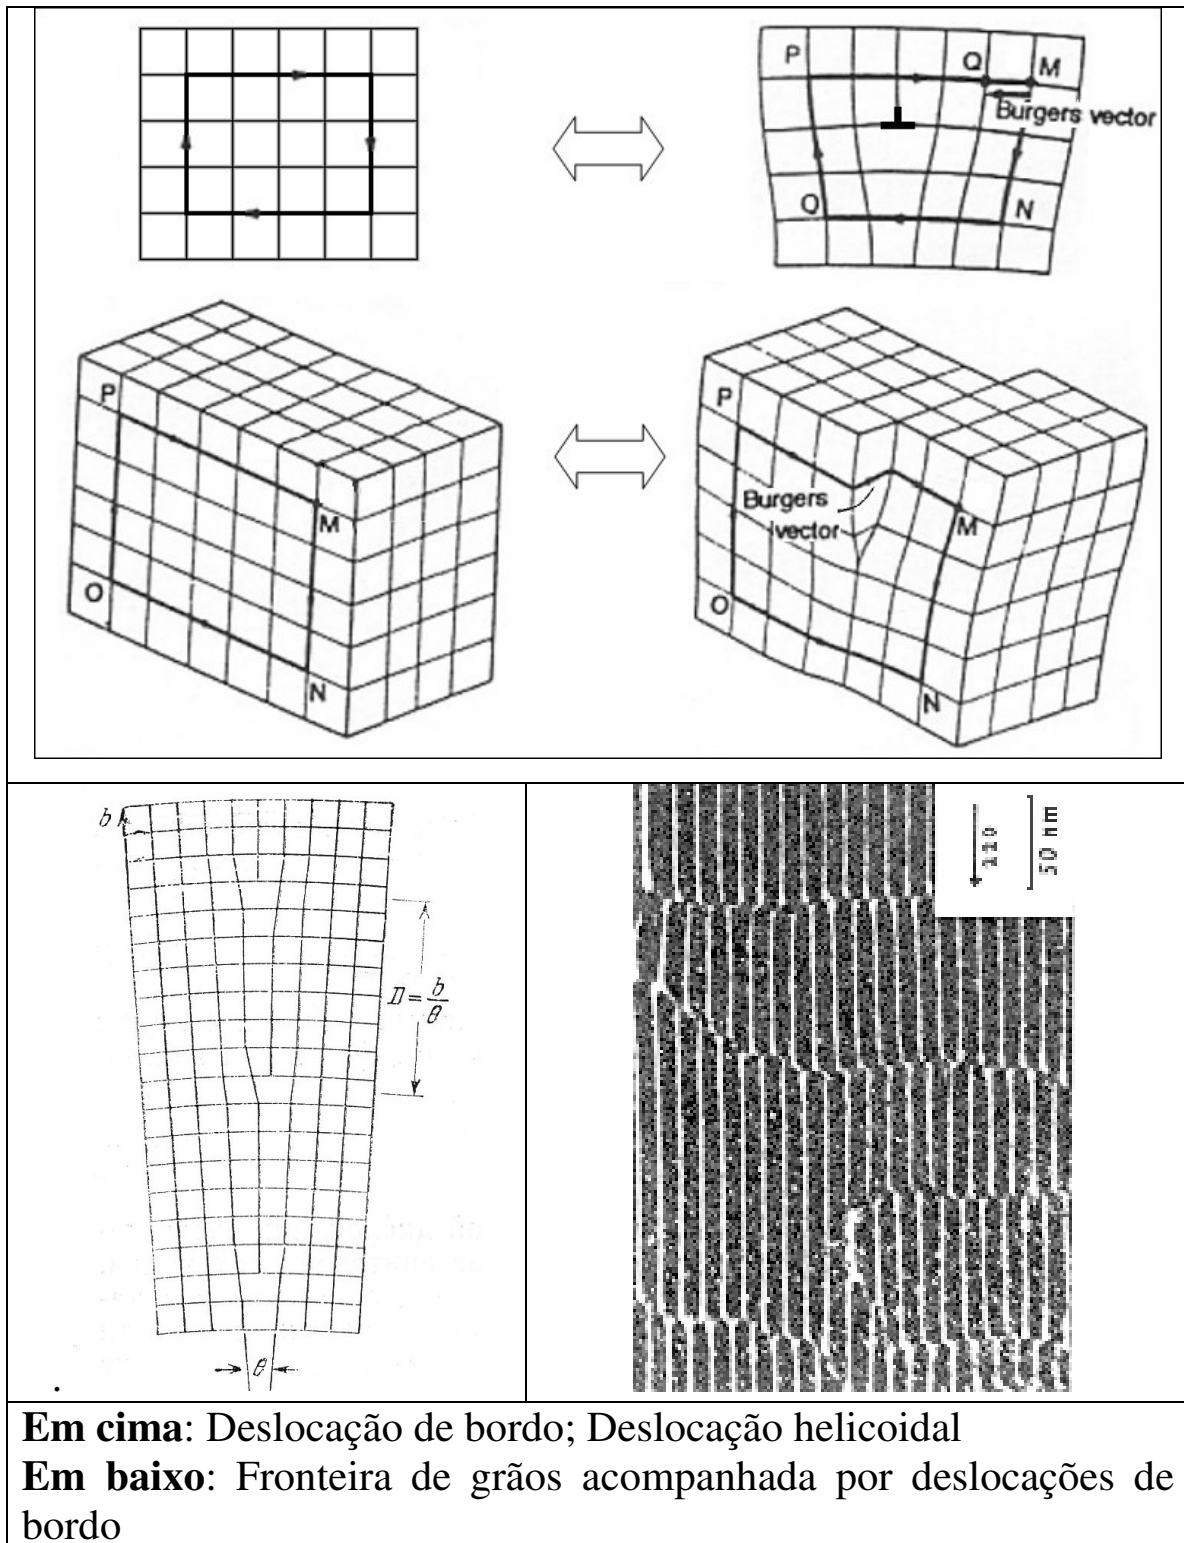 P
Q
M
Burgers vector
Q
N
P
M
O
N
P
Burgers
vector
M
O
N
b
D = b/θ
θ
110
50 nm
Em cima: Deslocação de bordo; Deslocação helicoidal
Em baixo: Fronteira de grãos acompanhada por deslocações de
bordo